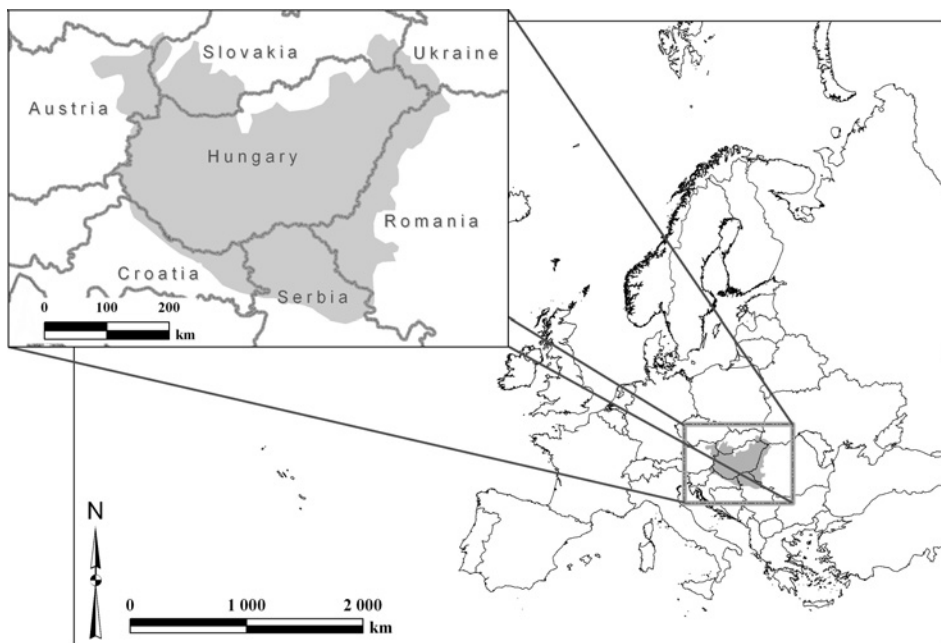 Slovakia
Ukraine
Austria
Hungary
Romania
Croatia
Serbia
0 100 200
km
N
0 1 000 2 000
km